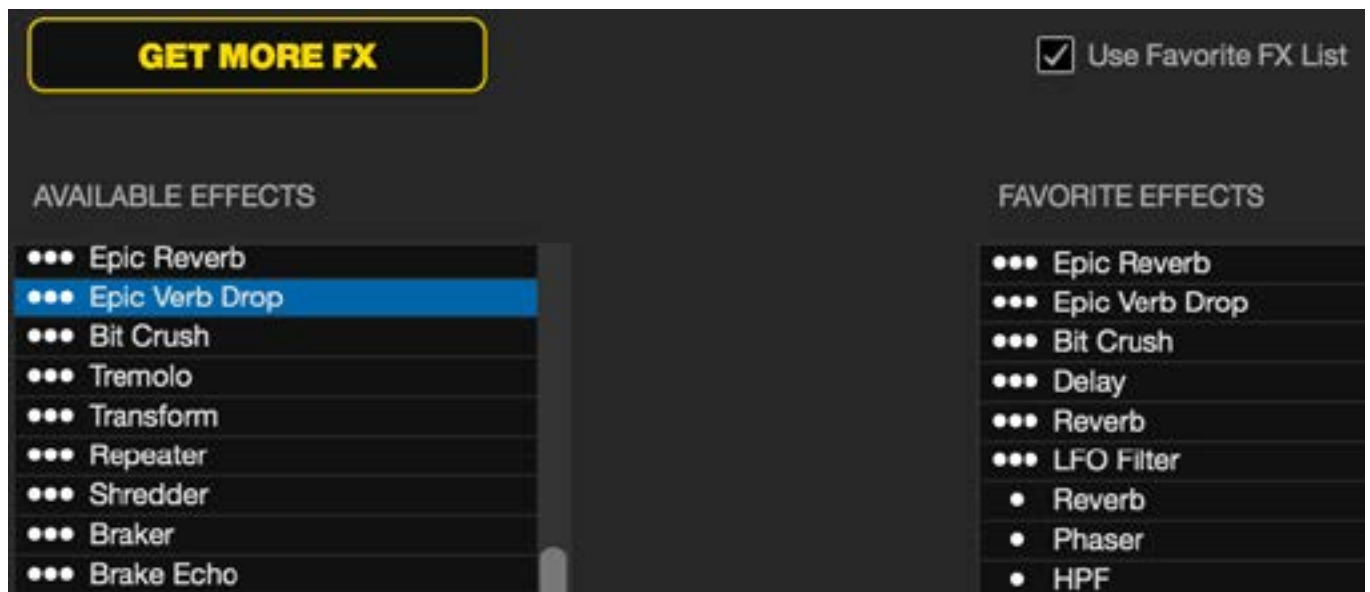 GET MORE FX
Use Favorite FX List
AVAILABLE EFFECTS
Epic Reverb
Epic Verb Drop
Bit Crush
Tremolo
Transform
Repeater
Shredder
Braker
Brake Echo
FAVORITE EFFECTS
Epic Reverb
Epic Verb Drop
Bit Crush
Delay
Reverb
LFO Filter
Reverb
Phaser
HPF